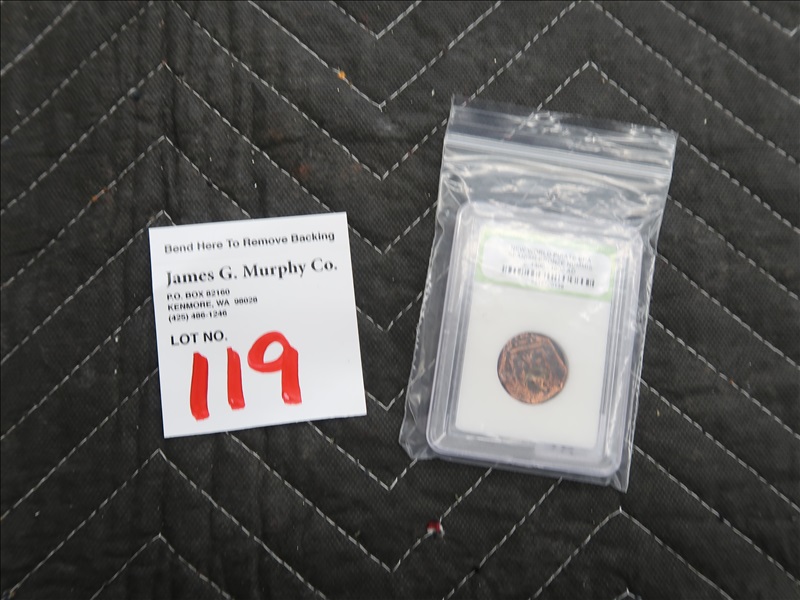 Bend Here To Remove Backing
James G. Murphy Co.
P.O. BOX 82160
KENMORE, WA 98028
(425) 486-1246
LOT NO.
119